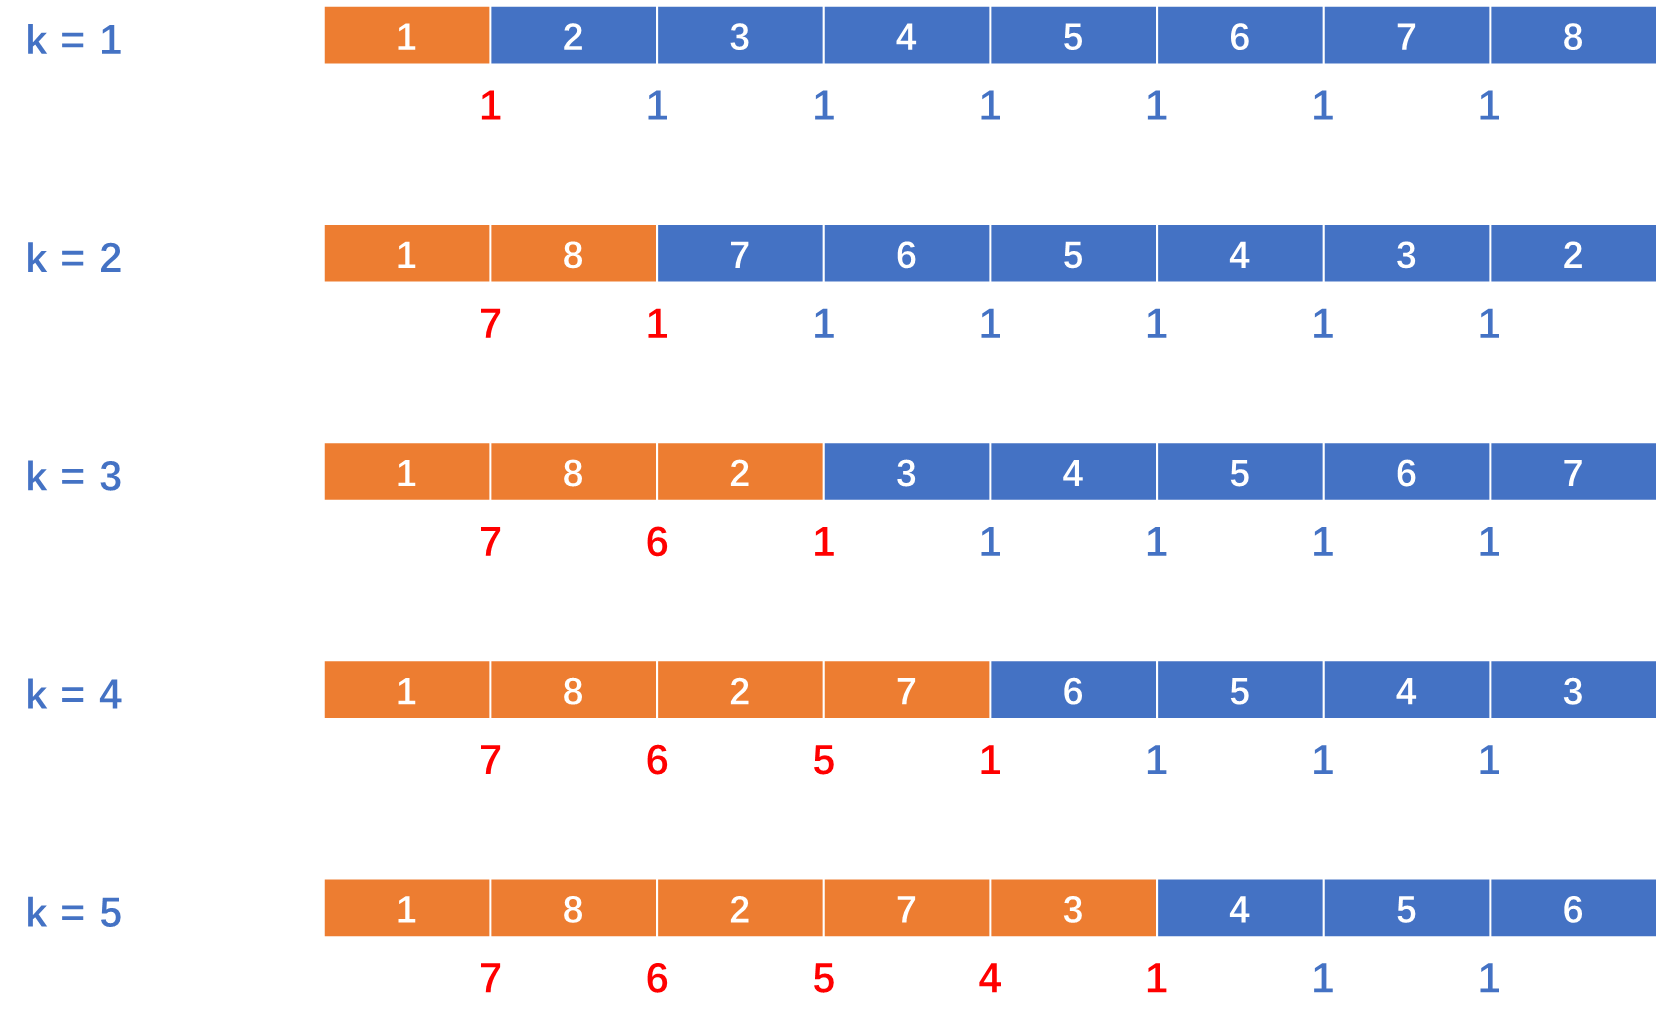 k = 1 1 2 3 4 5 6 7 8
1 1 1 1 1 1 1
k = 2 1 8 7 6 5 4 3 2
7 1 1 1 1 1 1
k = 3 1 8 2 3 4 5 6 7
7 6 1 1 1 1 1
k = 4 1 8 2 7 6 5 4 3
7 6 5 1 1 1 1
k = 5 1 8 2 7 3 4 5 6
7 6 5 4 1 1 1